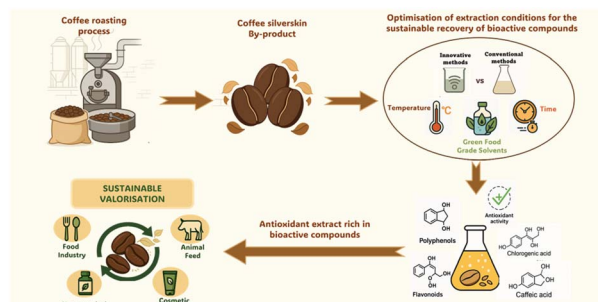 Coffee roasting
process
Coffee silverskin
By-product
Optimisation of extraction conditions for the
sustainable recovery of bioactive compounds
Innovative
methods
vs
Conventional
methods
Temperature
°C
Time
Green Food
Grade Solvents
Antioxidant
activity
OH
OH
Polyphenols
OH
OH
HO
Chlorogenic acid
OH
OH
Flavonoids
OH
OH
HO
Caffeic acid
Antioxidant extract rich in
bioactive compounds
SUSTAINABLE
VALORISATION
Food
Industry
Animal
Feed
Cosmetic